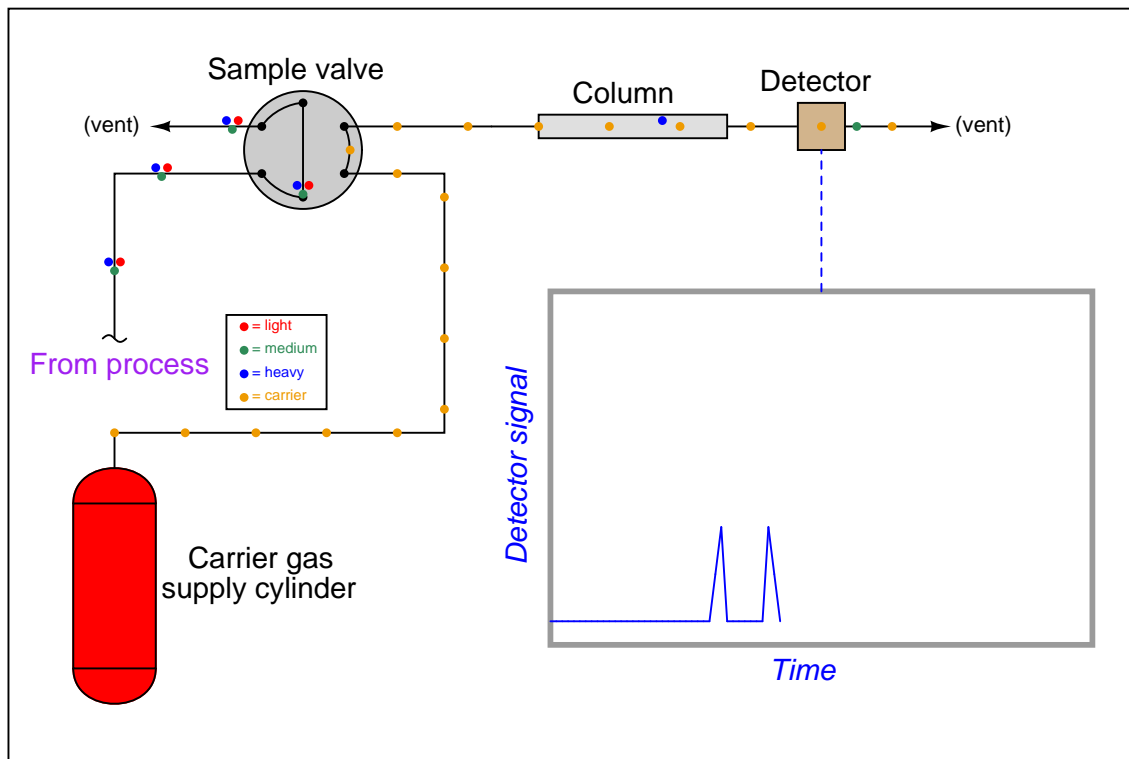 Sample valve
Column
Detector
(vent)
(vent)
= light
= medium
= heavy
= carrier
From process
Carrier gas
supply cylinder
Detector signal
Time